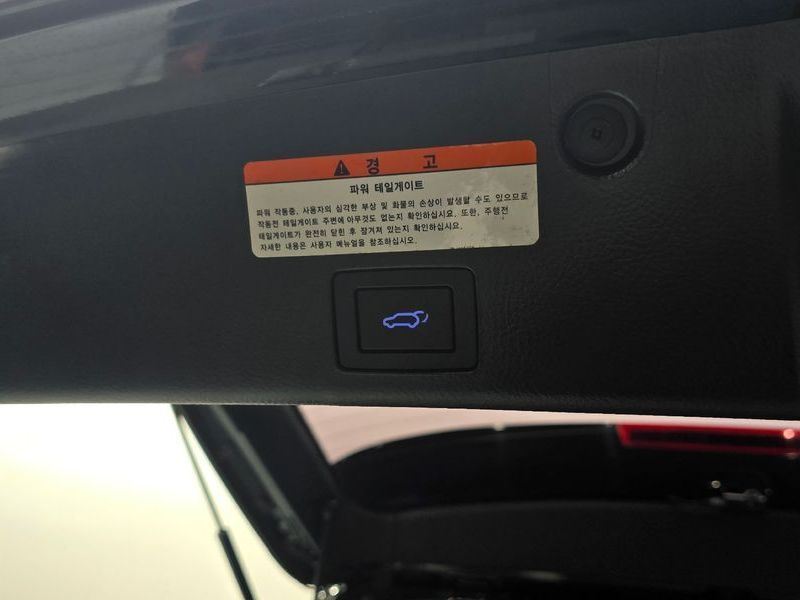 경 고
파워 테일게이트
파워 작동중, 사용자의 심각한 부상 및 화물의 손상이 발생할 수도 있으므로
작동전 테일게이트 주변에 아무것도 없는지 확인하십시요. 또한, 주행전
테일게이트가 완전히 닫힌 후 잠겨져 있는지 확인하십시요.
자세한 내용은 사용자 메뉴얼을 참조하십시오.